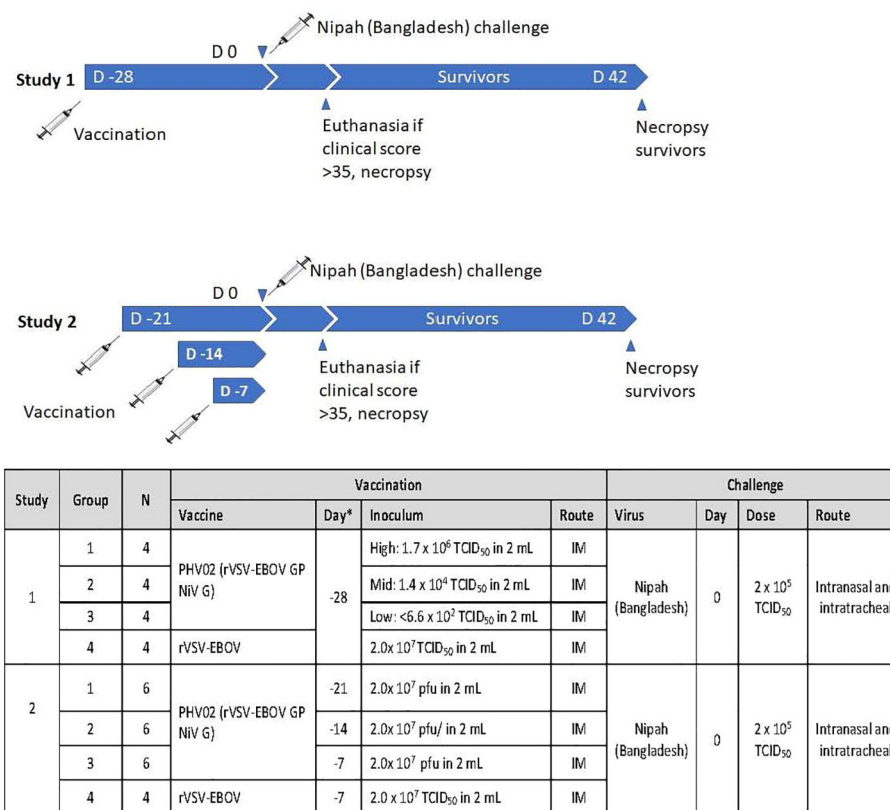 Nipah (Bangladesh) challenge
D 0
Study 1
D -28
Survivors
D 42
Vaccination
Euthanasia if
clinical score
>35, necropsy
Necropsy
survivors
Nipah (Bangladesh) challenge
D 0
Study 2
D -21
Survivors
D 42
D -14
D -7
Vaccination
Euthanasia if
clinical score
>35, necropsy
Necropsy
survivors
Study Group N Vaccination Challenge
Vaccine Day* Inoculum Route Virus Day Dose Route
1 4 High: 1.7 x 10⁶ TCID₅₀ in 2 mL IM
PHV02 (rVSV-EBOV GP
NiV G)
2 4 Mid: 1.4 x 10⁴ TCID₅₀ in 2 mL IM
1 -28 Nipah
(Bangladesh) 0 2 x 10⁵
TCID₅₀ Intranasal and
intratracheal
3 4 Low: <6.6 x 10² TCID₅₀ in 2 mL IM
4 4 rVSV-EBOV 2.0x 10⁷ TCID₅₀ in 2 mL IM
1 6 -21 2.0x 10⁷ pfu in 2 mL IM
2 PHV02 (rVSV-EBOV GP
NiV G)
2 6 -14 2.0x 10⁷ pfu/ in 2 mL IM
Nipah
(Bangladesh) 0 2 x 10⁵
TCID₅₀ Intranasal and
intratracheal
3 6 -7 2.0x 10⁷ pfu in 2 mL IM
4 4 rVSV-EBOV -7 2.0 x 10⁷ TCID₅₀ in 2 mL IM